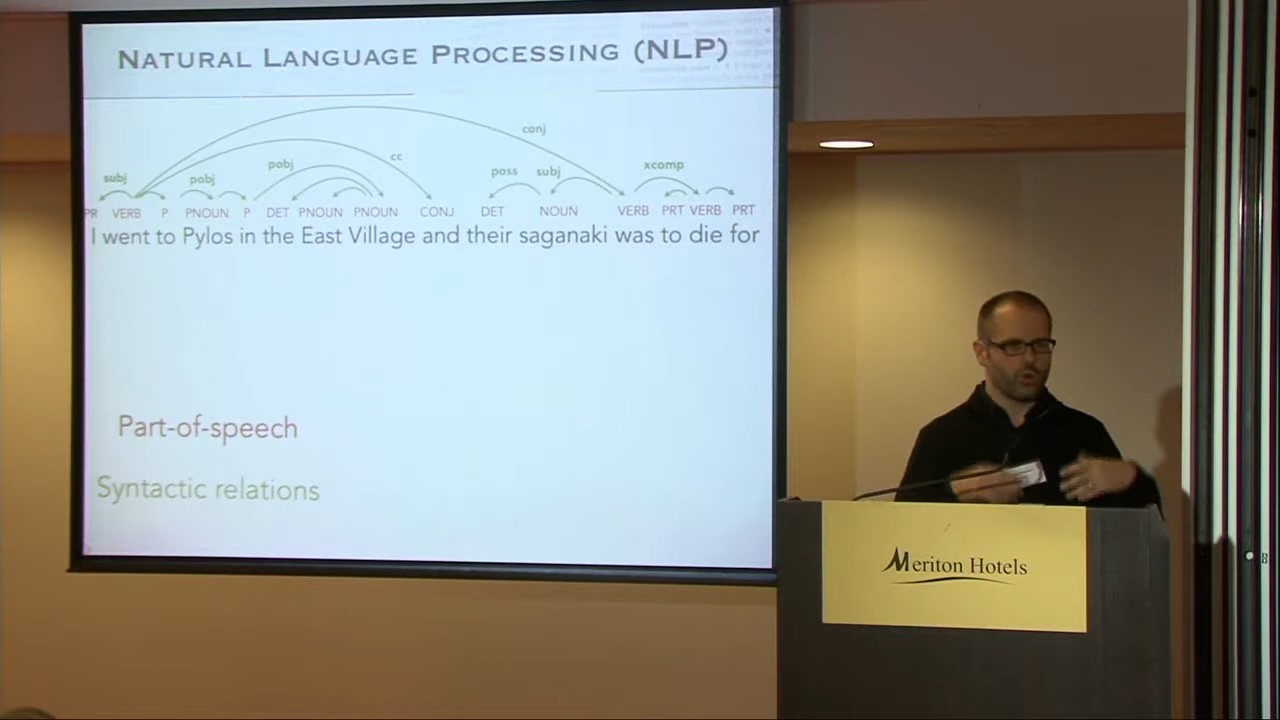 NATURAL LANGUAGE PROCESSING (NLP)
conj
cc
pobj
xcomp
poss subj
subj pobj
PR VERB P PNOUN P DET PNOUN PNOUN CONJ DET NOUN VERB PRT VERB PRT
I went to Pylos in the East Village and their saganaki was to die for
Part-of-speech
Syntactic relations
Meriton Hotels
8